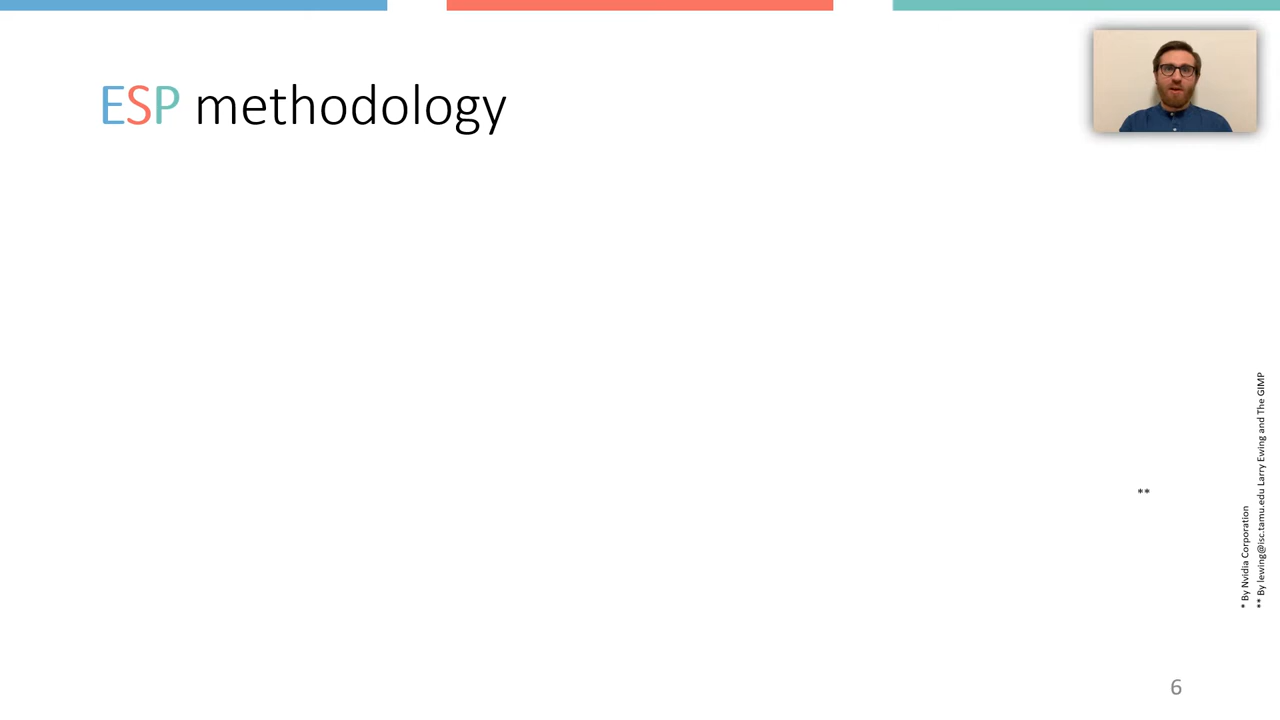 ESP methodology
**
* By Nvidia Corporation
** By lewing@isc.tamu.edu Larry Ewing and The GIMP
6